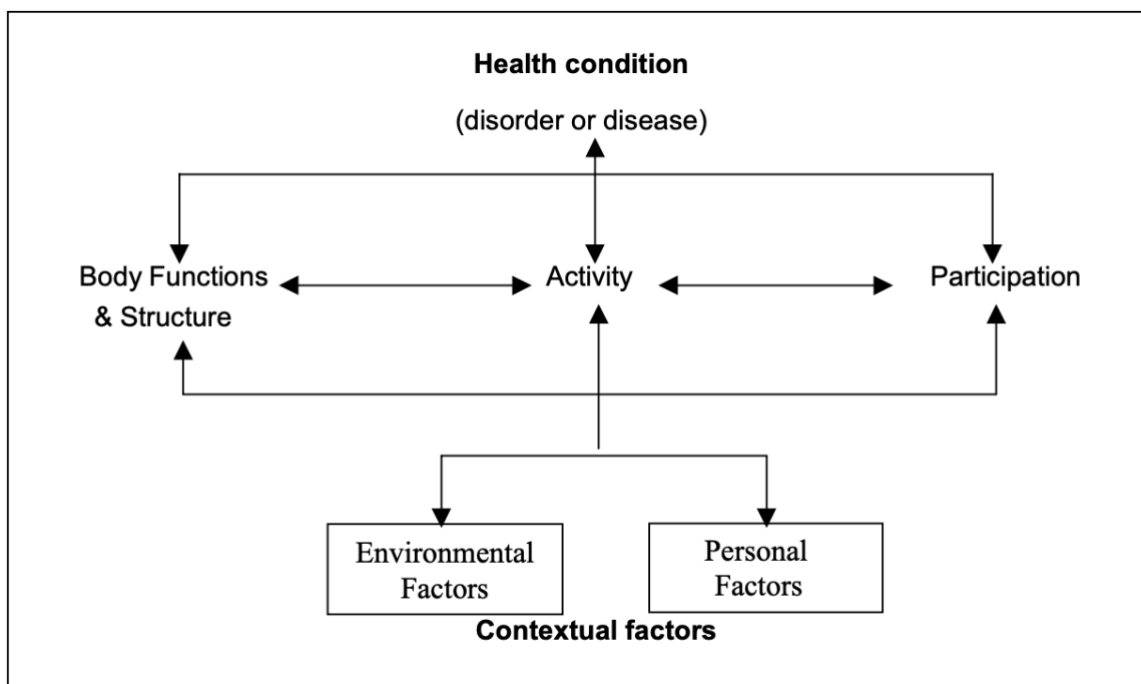 Health condition
(disorder or disease)
Body Functions
& Structure
Activity
Participation
Environmental
Factors
Personal
Factors
Contextual factors